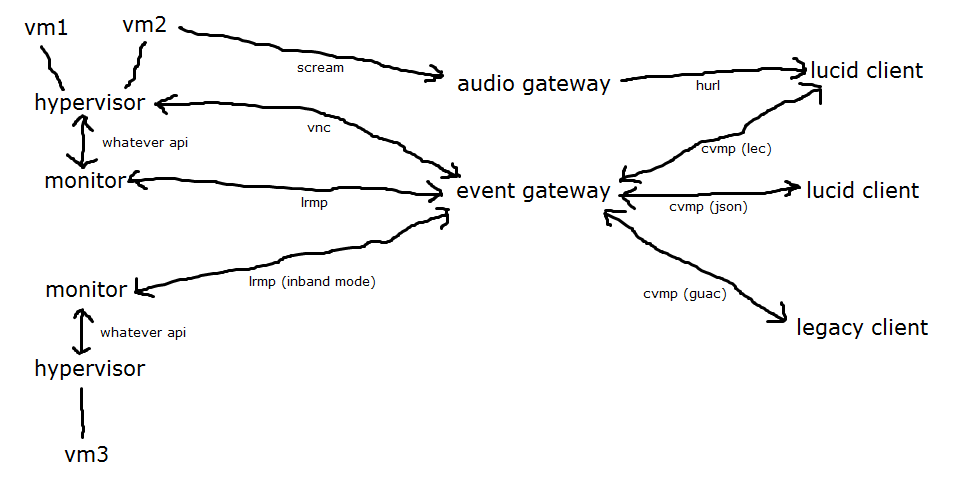 vm1
vm2
scream
audio gateway
hurl
lucid client
hypervisor
vnc
whatever api
cvmp (lec)
monitor
lrmp
event gateway
cvmp (json)
lucid client
monitor
lrmp (inband mode)
cvmp (guac)
whatever api
legacy client
hypervisor
vm3